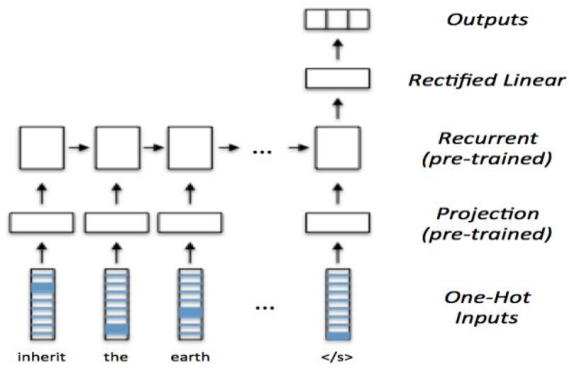 Outputs
Rectified Linear
Recurrent
(pre-trained)
...
Projection
(pre-trained)
...
One-Hot
Inputs
inherit the earth </s>